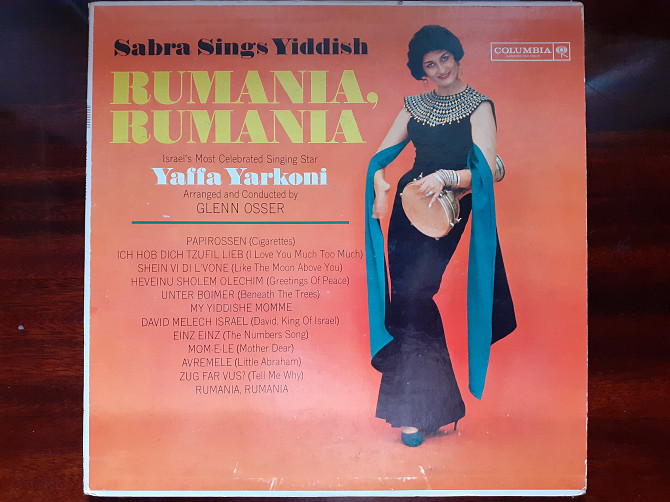 Sabra Sings Yiddish
COLUMBIA
RUMANIA,
RUMANIA
Israel's Most Celebrated Singing Star
Yaffa Yarkoni
Arranged and Conducted by
GLENN OSSER
PAPIROSSEN (Cigarettes)
ICH HOB DICH TZUFIL LIEB (I Love You Much Too Much)
SHEIN VI DI L'VONE (Like The Moon Above You)
HEVEINU SHOLEM OLECHIM (Greetings Of Peace)
UNTER BOIMER (Beneath The Trees)
MY YIDDISHE MOMME
DAVID MELECH ISRAEL (David, King Of Israel)
EINZ EINZ (The Numbers Song)
MOM-E-LE (Mother Dear)
AVREMELE (Little Abraham)
ZUG FAR VUS? (Tell Me Why)
RUMANIA, RUMANIA